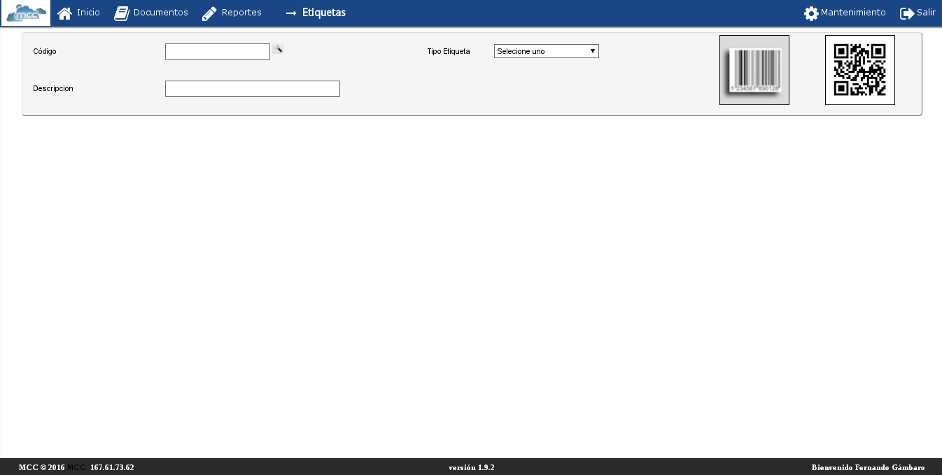 MCC Inicio Documentos Reportes → Etiquetas Mantenimiento Salir
Código Tipo Etiqueta Selecione uno
Descripcion
MCC © 2016 MCC 167.61.73.62 versión 1.9.2 Bienvenido Fernando Gámbaro